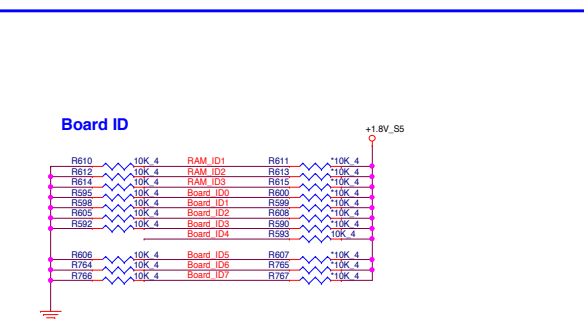 Board ID
+1.8V_S5
R610 10K_4 RAM_ID1 R611 *10K_4
R612 10K_4 RAM_ID2 R613 *10K_4
R614 10K_4 RAM_ID3 R615 *10K_4
R595 10K_4 Board_ID0 R600 *10K_4
R598 10K_4 Board_ID1 R599 *10K_4
R605 10K_4 Board_ID2 R608 *10K_4
R592 10K_4 Board_ID3 R590 *10K_4
Board_ID4 R593 10K_4
R606 10K_4 Board_ID5 R607 *10K_4
R764 10K_4 Board_ID6 R765 *10K_4
R766 10K_4 Board_ID7 R767 *10K_4